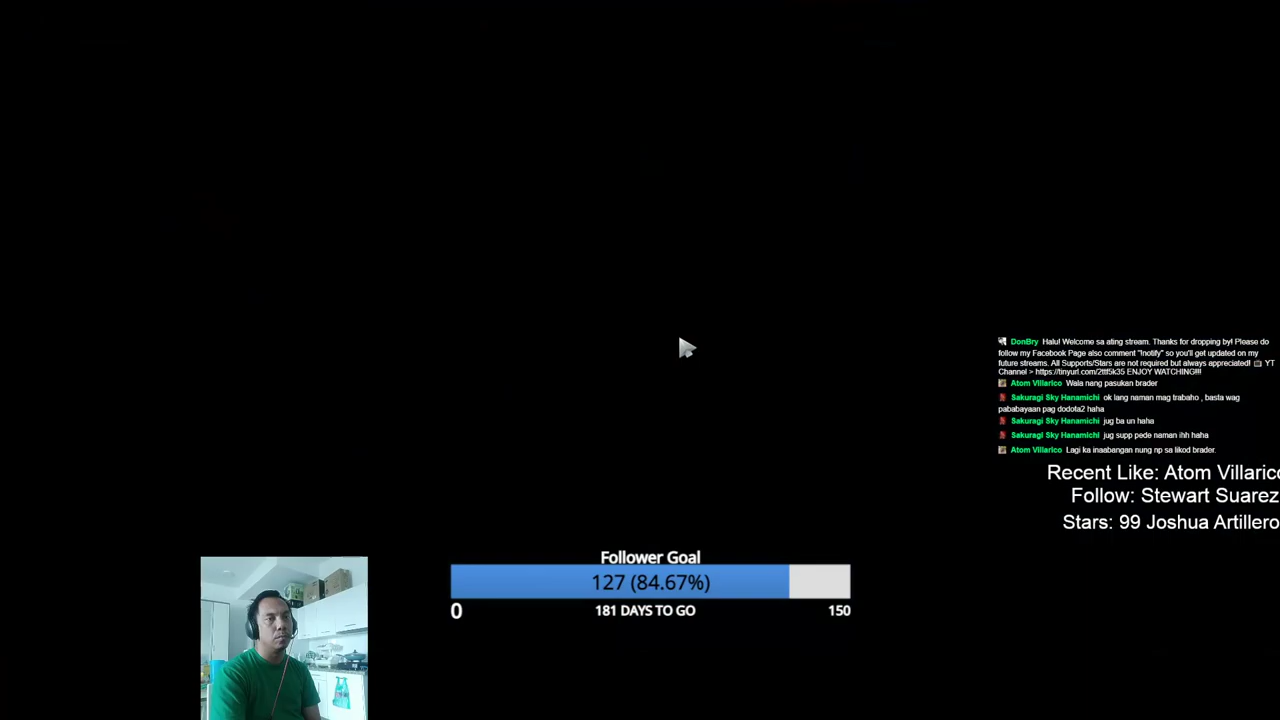 DonBry Halu! Welcome sa ating stream. Thanks for dropping by! Please do
follow my Facebook Page also comment "!notify" so you'll get updated on my
future streams. All Supports/Stars are not required but always appreciated! 📺 YT
Channel > https://tinyurl.com/2ttf5k35 ENJOY WATCHING!!!
Atom Villarico Wala nang pasukan brader
Sakuragi Sky Hanamichi ok lang naman mag trabaho , basta wag
pababayaan pag dodota2 haha
Sakuragi Sky Hanamichi jug ba un haha
Sakuragi Sky Hanamichi jug supp pede naman ihh haha
Atom Villarico Lagi ka inaabangan nung np sa likod brader.
Recent Like: Atom Villarico
Follow: Stewart Suarez
Stars: 99 Joshua Artillero
Follower Goal
127 (84.67%)
0 181 DAYS TO GO 150